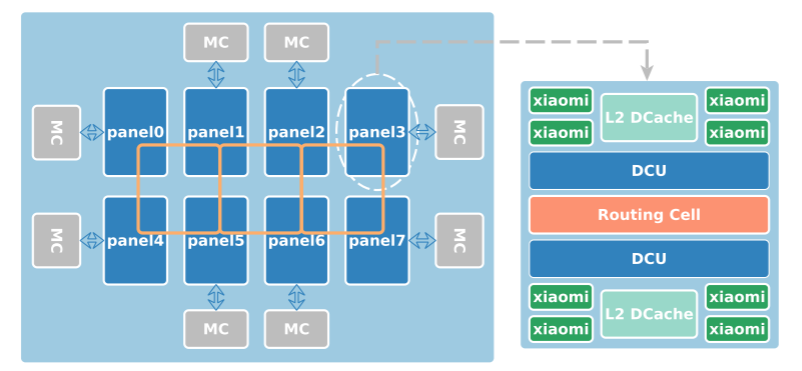 MC MC
MC panel0 panel1 panel2 panel3 MC
MC panel4 panel5 panel6 panel7 MC
MC MC
xiaomi L2 DCache xiaomi
xiaomi xiaomi
DCU
Routing Cell
DCU
xiaomi L2 DCache xiaomi
xiaomi xiaomi